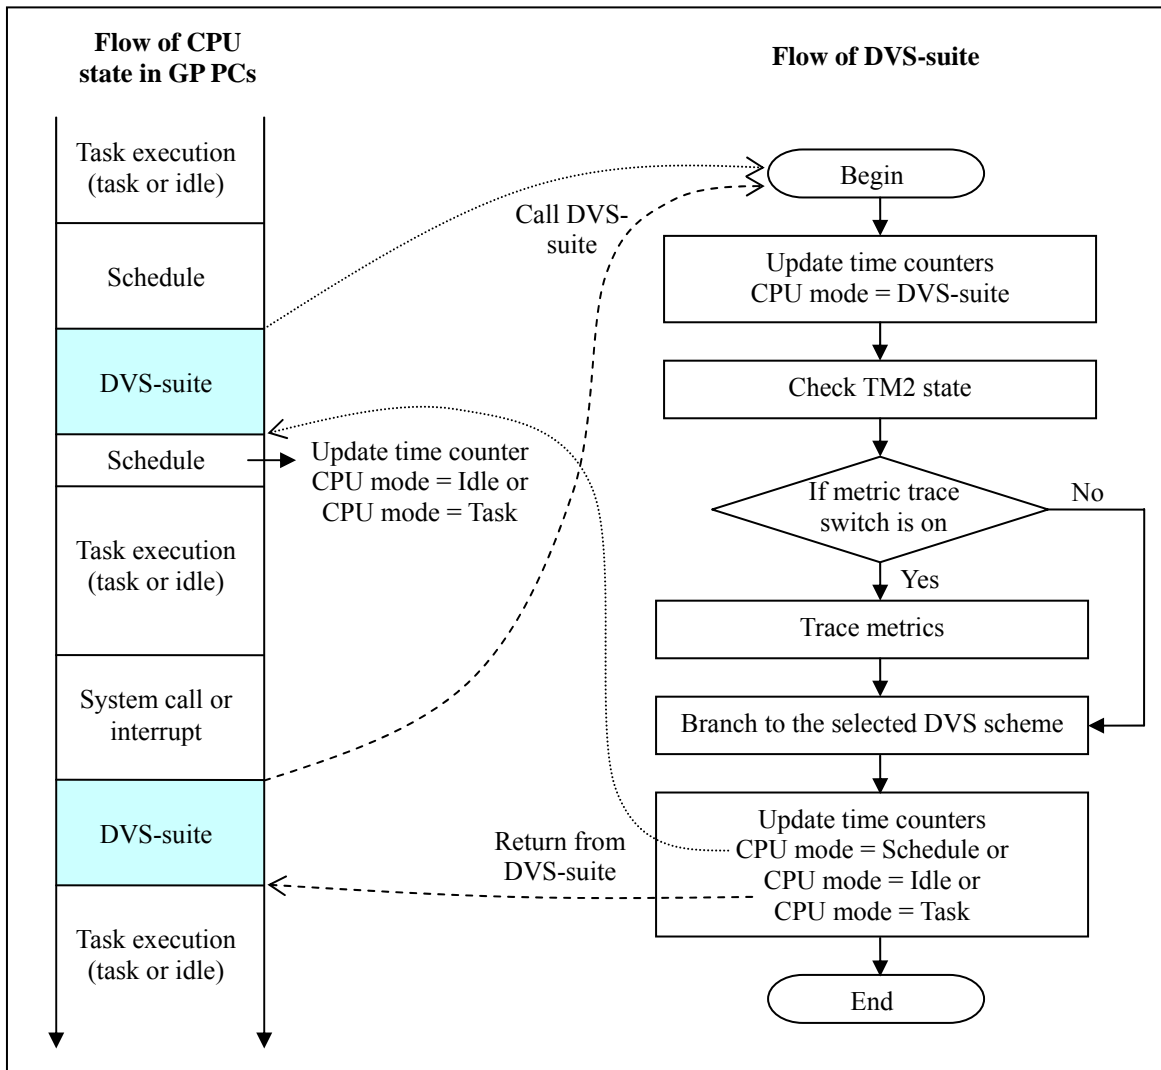 Flow of CPU
state in GP PCs
Task execution
(task or idle)
Schedule
DVS-suite
Schedule
Update time counter
CPU mode = Idle or
CPU mode = Task
Task execution
(task or idle)
System call or
interrupt
DVS-suite
Task execution
(task or idle)
Call DVS-
suite
Return from
DVS-suite
Flow of DVS-suite
Begin
Update time counters
CPU mode = DVS-suite
Check TM2 state
If metric trace
switch is on
No
Yes
Trace metrics
Branch to the selected DVS scheme
Update time counters
CPU mode = Schedule or
CPU mode = Idle or
CPU mode = Task
End